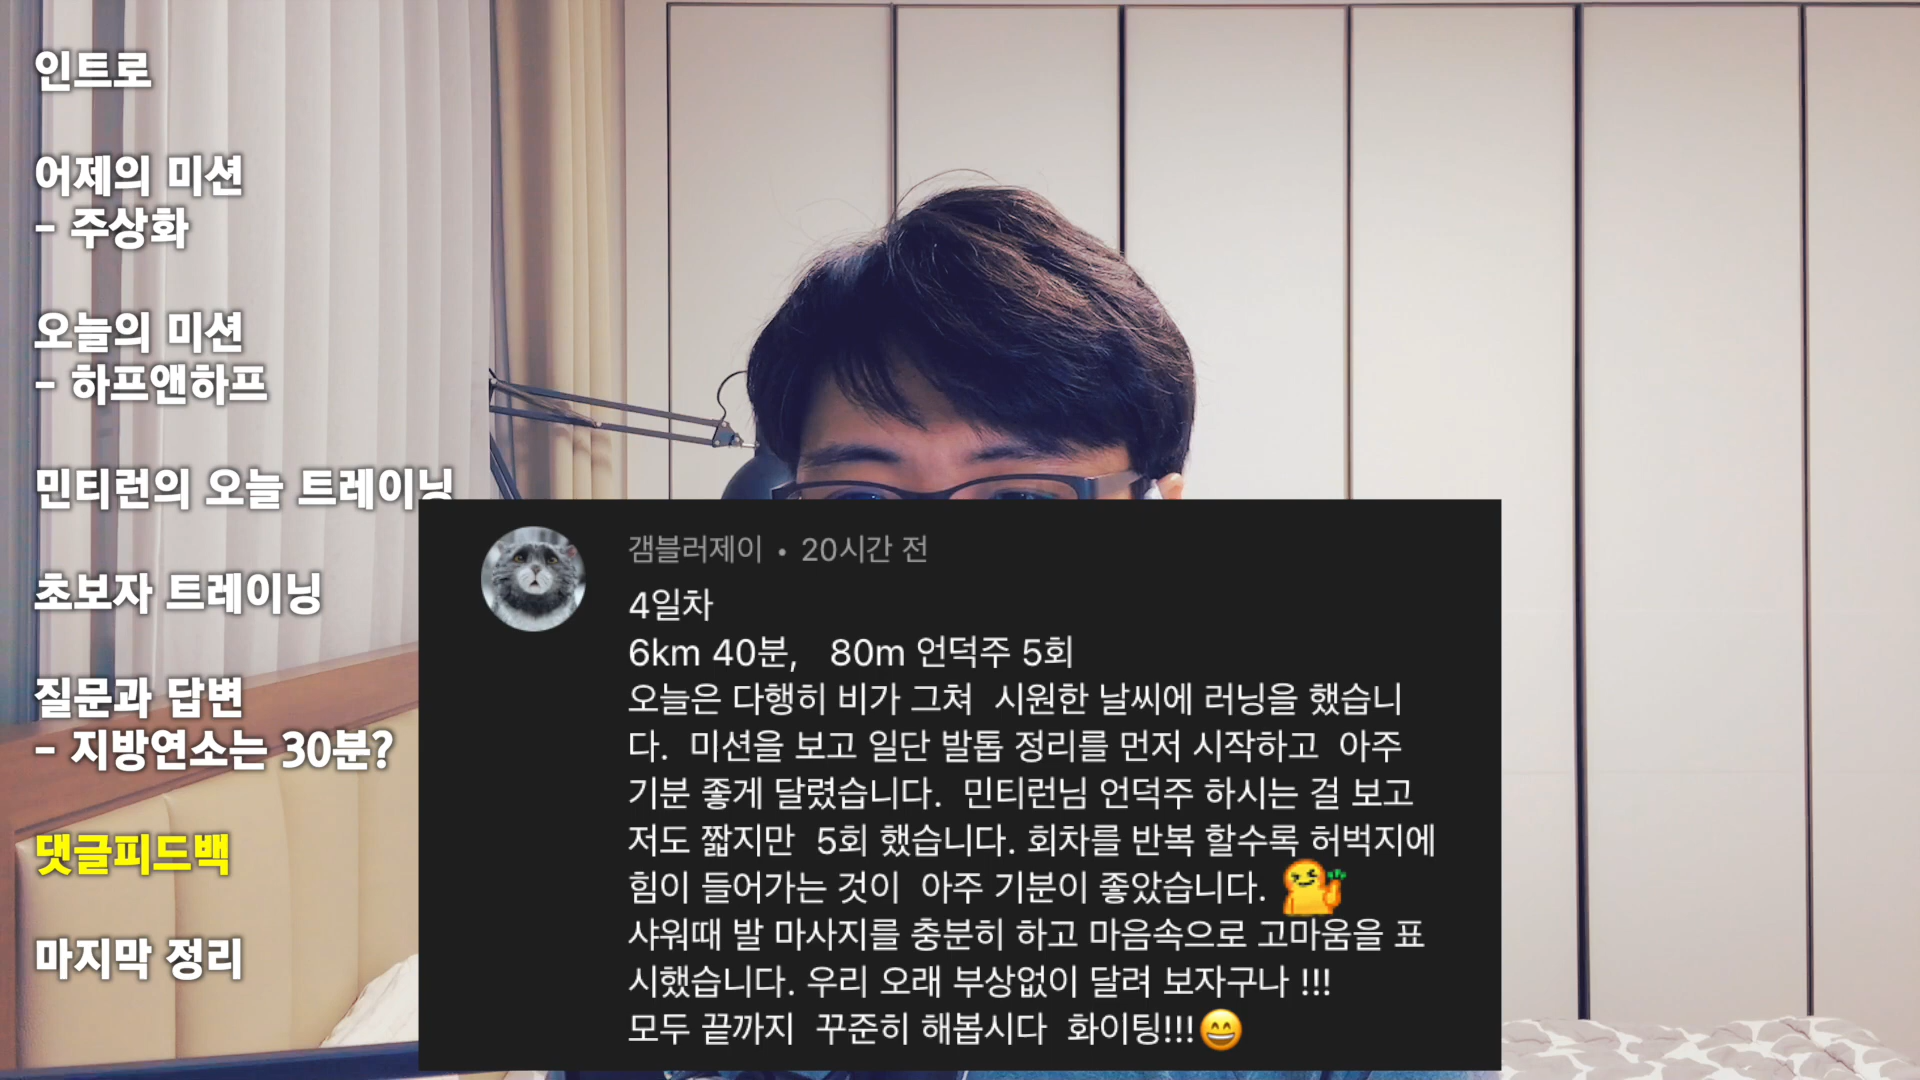 인트로
어제의 미션
- 주상화
오늘의 미션
- 하프앤하프
민티런의 오늘 트레이닝
초보자 트레이닝
질문과 답변
- 지방연소는 30분?
댓글피드백
마지막 정리
갬블러제이 • 20시간 전
4일차
6km 40분, 80m 언덕주 5회
오늘은 다행히 비가 그쳐 시원한 날씨에 러닝을 했습니
다. 미션을 보고 일단 발톱 정리를 먼저 시작하고 아주
기분 좋게 달렸습니다. 민티런님 언덕주 하시는 걸 보고
저도 짧지만 5회 했습니다. 회차를 반복 할수록 허벅지에
힘이 들어가는 것이 아주 기분이 좋았습니다.
샤워때 발 마사지를 충분히 하고 마음속으로 고마움을 표
시했습니다. 우리 오래 부상없이 달려 보자구나 !!!
모두 끝까지 꾸준히 해봅시다 화이팅!!!😄